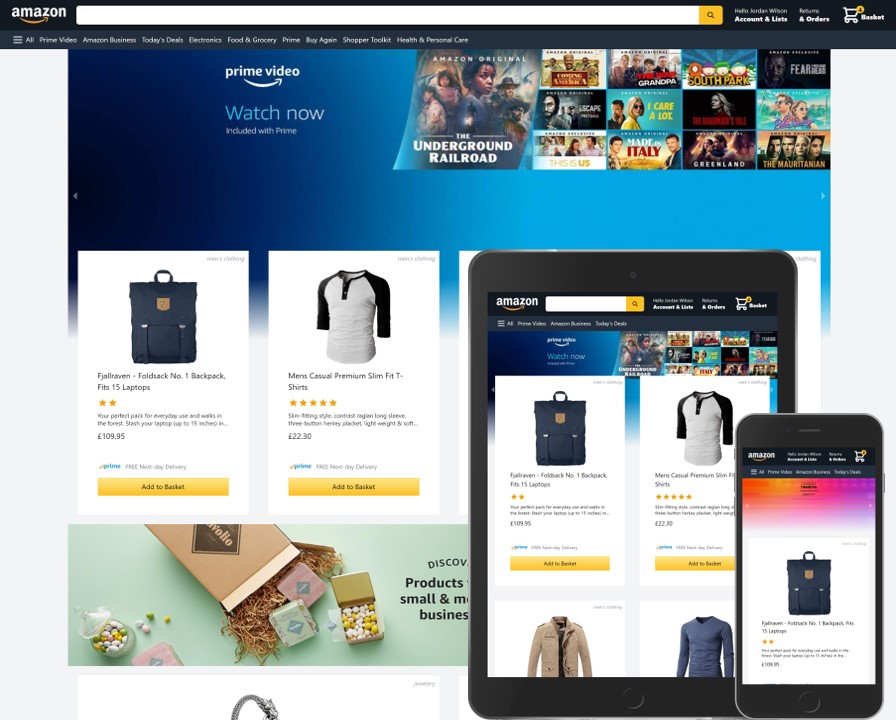 amazon
Hello Jordan Wilson
Account & Lists
Returns
& Orders
Basket
All Prime Video Amazon Business Today's Deals Electronics Food & Grocery Prime Buy Again Shopper Toolkit Health & Personal Care
prime video
Watch now
Included with Prime
AMAZON ORIGINAL
THE
UNDERGROUND
RAILROAD
COMING
AMERICA
GRANDPA
SOUTH PARK
FEAR
ESCAPE
I CARE
A LOT.
THE HANDMAID'S TALE
THIS IS US
MADE IN
ITALY
GREENLAND
THE MAURITANIAN
men's clothing
Fjallraven - Foldsack No. 1 Backpack,
Fits 15 Laptops
Your perfect pack for everyday use and walks in
the forest. Stash your laptop (up to 15 inches) in...
£109.95
prime FREE Next-day Delivery
Add to Basket
men's clothing
Mens Casual Premium Slim Fit T-
Shirts
Slim-fitting style, contrast raglan long sleeve,
three-button henley placket, light weight & soft...
£22.30
prime FREE Next-day Delivery
Add to Basket
s clothing
folio
DISCOV
Products
small & m
busines
jewelery
amazon
Hello Jordan Wilson
Account & Lists
Returns
& Orders
Basket
All Prime Video Amazon Business Today's Deals
prime video
Watch now
Included with Prime
UNDERGROUND
RAILROAD
men's clothing
Fjallraven - Foldsack No. 1 Backpack,
Fits 15 Laptops
Your perfect pack for everyday use and walks in
the forest. Stash your laptop (up to 15 inches) in...
£109.95
prime FREE Next-day Delivery
Add to Basket
men's clothing
Mens Casual Premium Slim Fit
Shirts
Slim-fitting style, contrast raglan
three-button henley placket
£22.30
prime FREE Next-day
Add to Basket
men's clothing
amazon
Hello Jordan Wilson
Account & Lists
Returns
& Orders
All Prime Video Amazon Business Today's Deals
men's clothing
Fjallraven - Foldsack No. 1 Backpack, Fits
15 Laptops
Your perfect pack for everyday use and walks in the
forest. Stash your laptop (up to 15 inches) in the...
£109.95